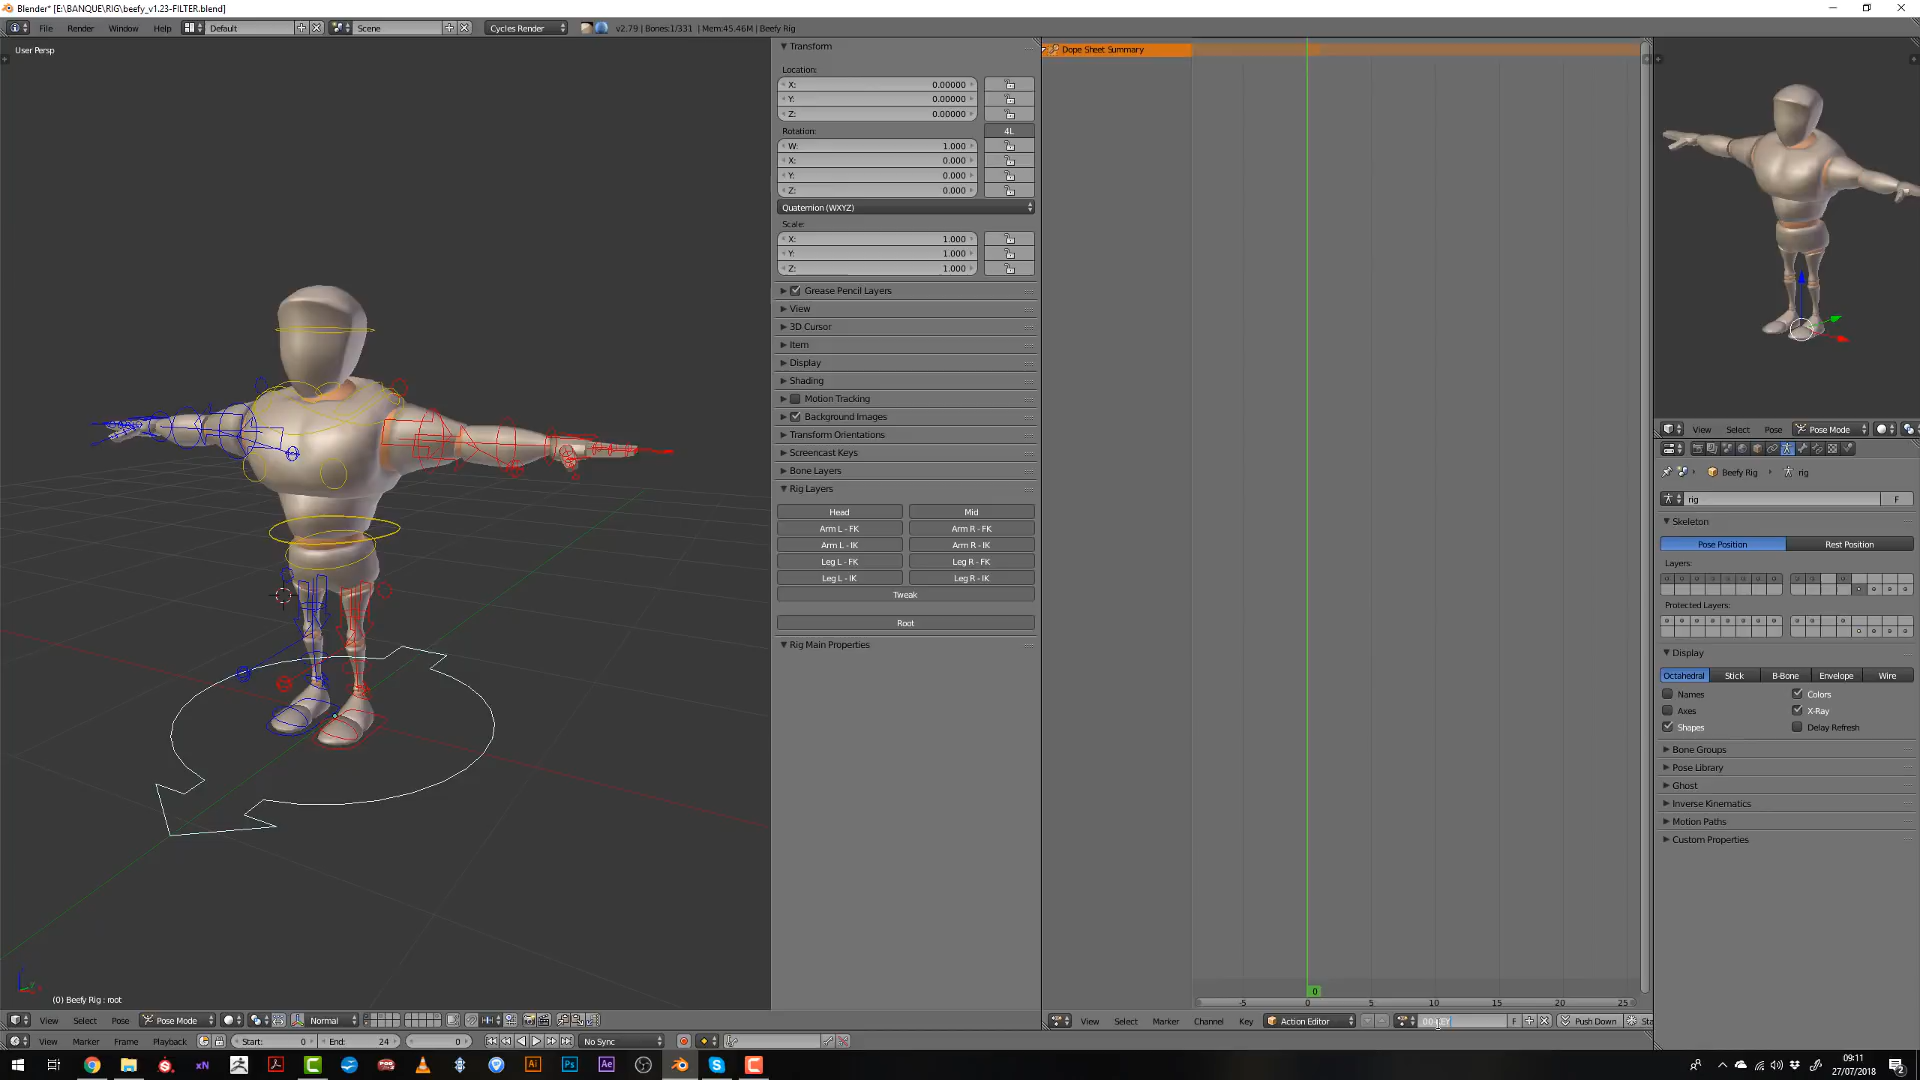 Blender* [E:\BANQUE\RIG\beefy_v1.23-FILTER.blend]
File Render Window Help Default Scene Cycles Render v2.79 | Bones:1/331 | Mem:45.46M | Beefy Rig
User Persp
Transform
Location:
X: 0.00000
Y: 0.00000
Z: 0.00000
Rotation: 4L
W: 1.000
X: 0.000
Y: 0.000
Z: 0.000
Quaternion (WXYZ)
Scale:
X: 1.000
Y: 1.000
Z: 1.000
Grease Pencil Layers
View
3D Cursor
Item
Display
Shading
Motion Tracking
Background Images
Transform Orientations
Screencast Keys
Bone Layers
Rig Layers
Head Mid
Arm L - FK Arm R - FK
Arm L - IK Arm R - IK
Leg L - FK Leg R - FK
Leg L - IK Leg R - IK
Tweak
Root
Rig Main Properties
Dope Sheet Summary
0
-5 0 5 10 15 20 25
View Select Marker Channel Key Action Editor F Push Down Sta
View Select Pose Pose Mode
Beefy Rig rig
rig F
Skeleton
Pose Position Rest Position
Layers:
Protected Layers:
Display
Octahedral Stick B-Bone Envelope Wire
Names Colors
Axes X-Ray
Shapes Delay Refresh
Bone Groups
Pose Library
Ghost
Inverse Kinematics
Motion Paths
Custom Properties
(0) Beefy Rig : root
View Select Pose Pose Mode Normal
View Marker Frame Playback Start: 0 End: 24 0 No Sync
xN Ai Ps Ae
09:11
27/07/2018
2